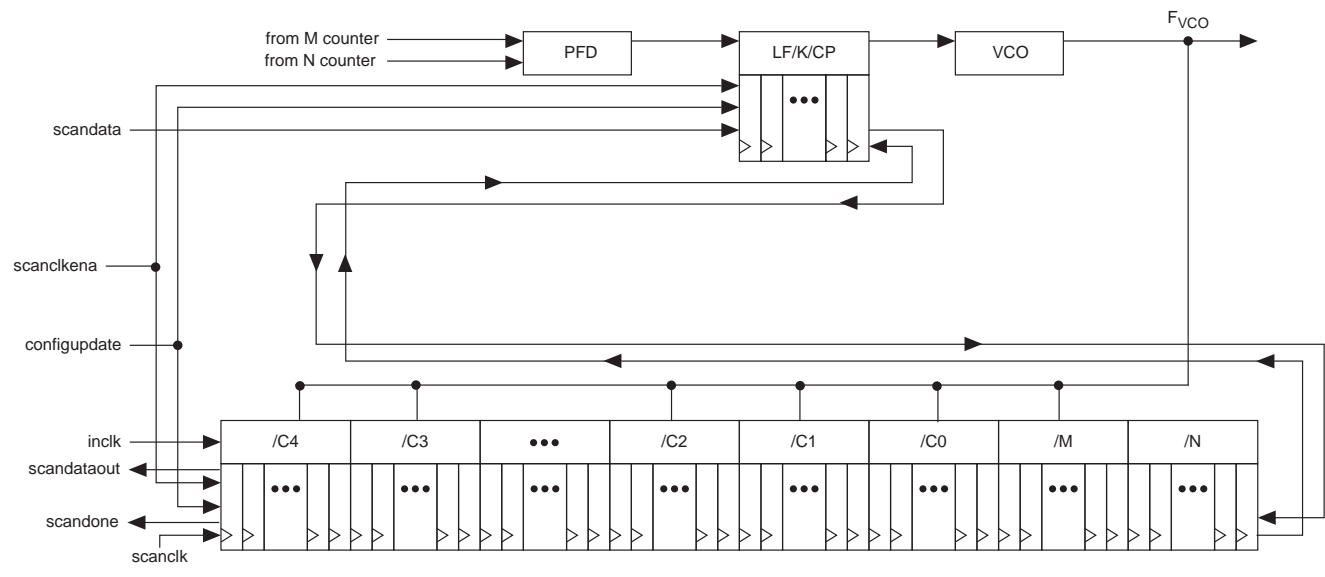 F_VCO
from M counter
from N counter
PFD
LF/K/CP
VCO
scandata
scanclkena
configupdate
inclk
/C4
/C3
/C2
/C1
/C0
/M
/N
scandataout
scandone
scanclk